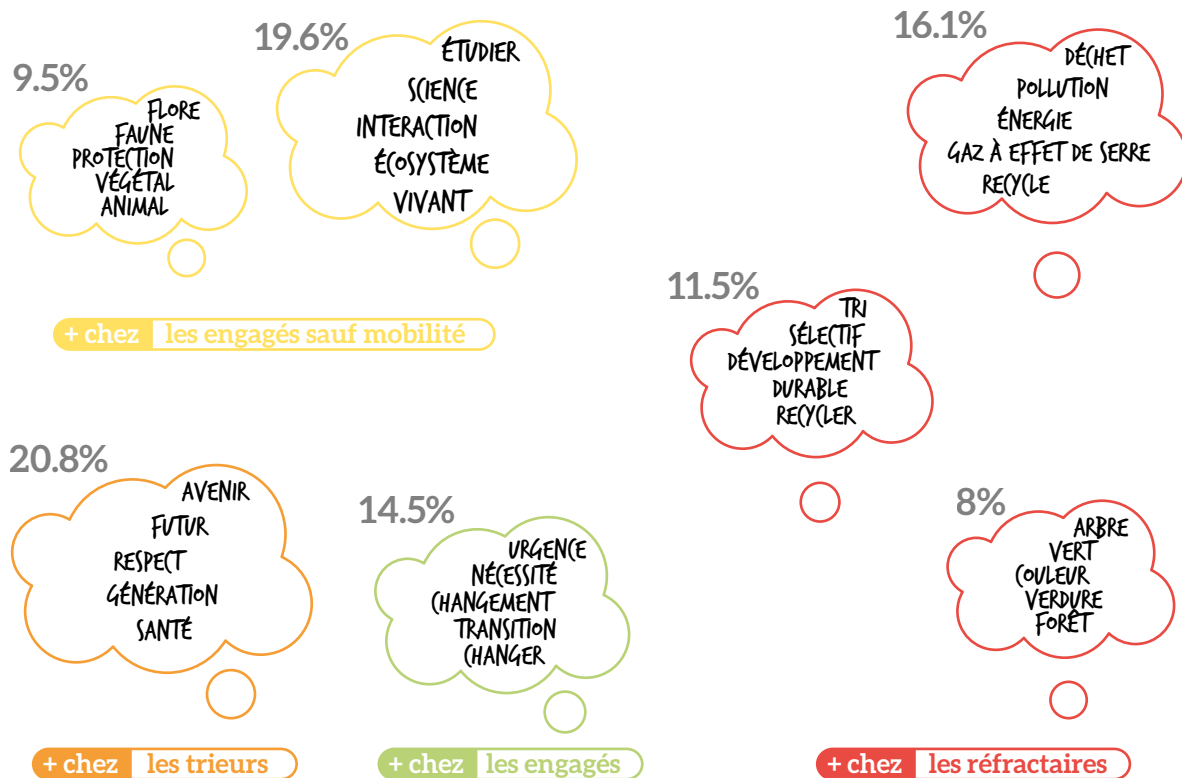 9.5%
FLORE
FAUNE
PROTECTION
VÉGÉTAL
ANIMAL
19.6%
ÉTUDIER
SCIENCE
INTERACTION
ÉCOSYSTÈME
VIVANT
+ chez les engagés sauf mobilité
16.1%
DÉCHET
POLLUTION
ÉNERGIE
GAZ À EFFET DE SERRE
RECYCLE
11.5%
TRI
SÉLECTIF
DÉVELOPPEMENT
DURABLE
RECYCLER
20.8%
AVENIR
FUTUR
RESPECT
GÉNÉRATION
SANTÉ
+ chez les trieurs
14.5%
URGENCE
NÉCESSITÉ
CHANGEMENT
TRANSITION
CHANGER
+ chez les engagés
8%
ARBRE
VERT
COULEUR
VERDURE
FORÊT
+ chez les réfractaires